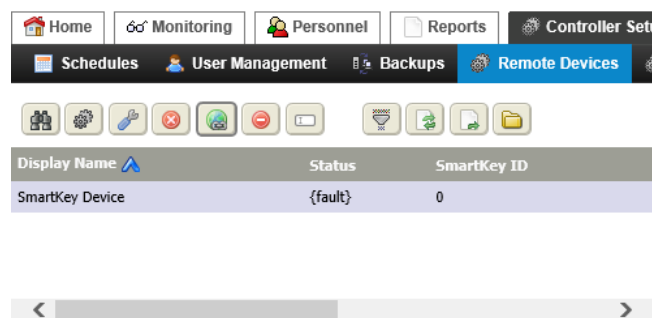 Home Monitoring Personnel Reports Controller Setu
Schedules User Management Backups Remote Devices
Display Name Status SmartKey ID
SmartKey Device {fault} 0